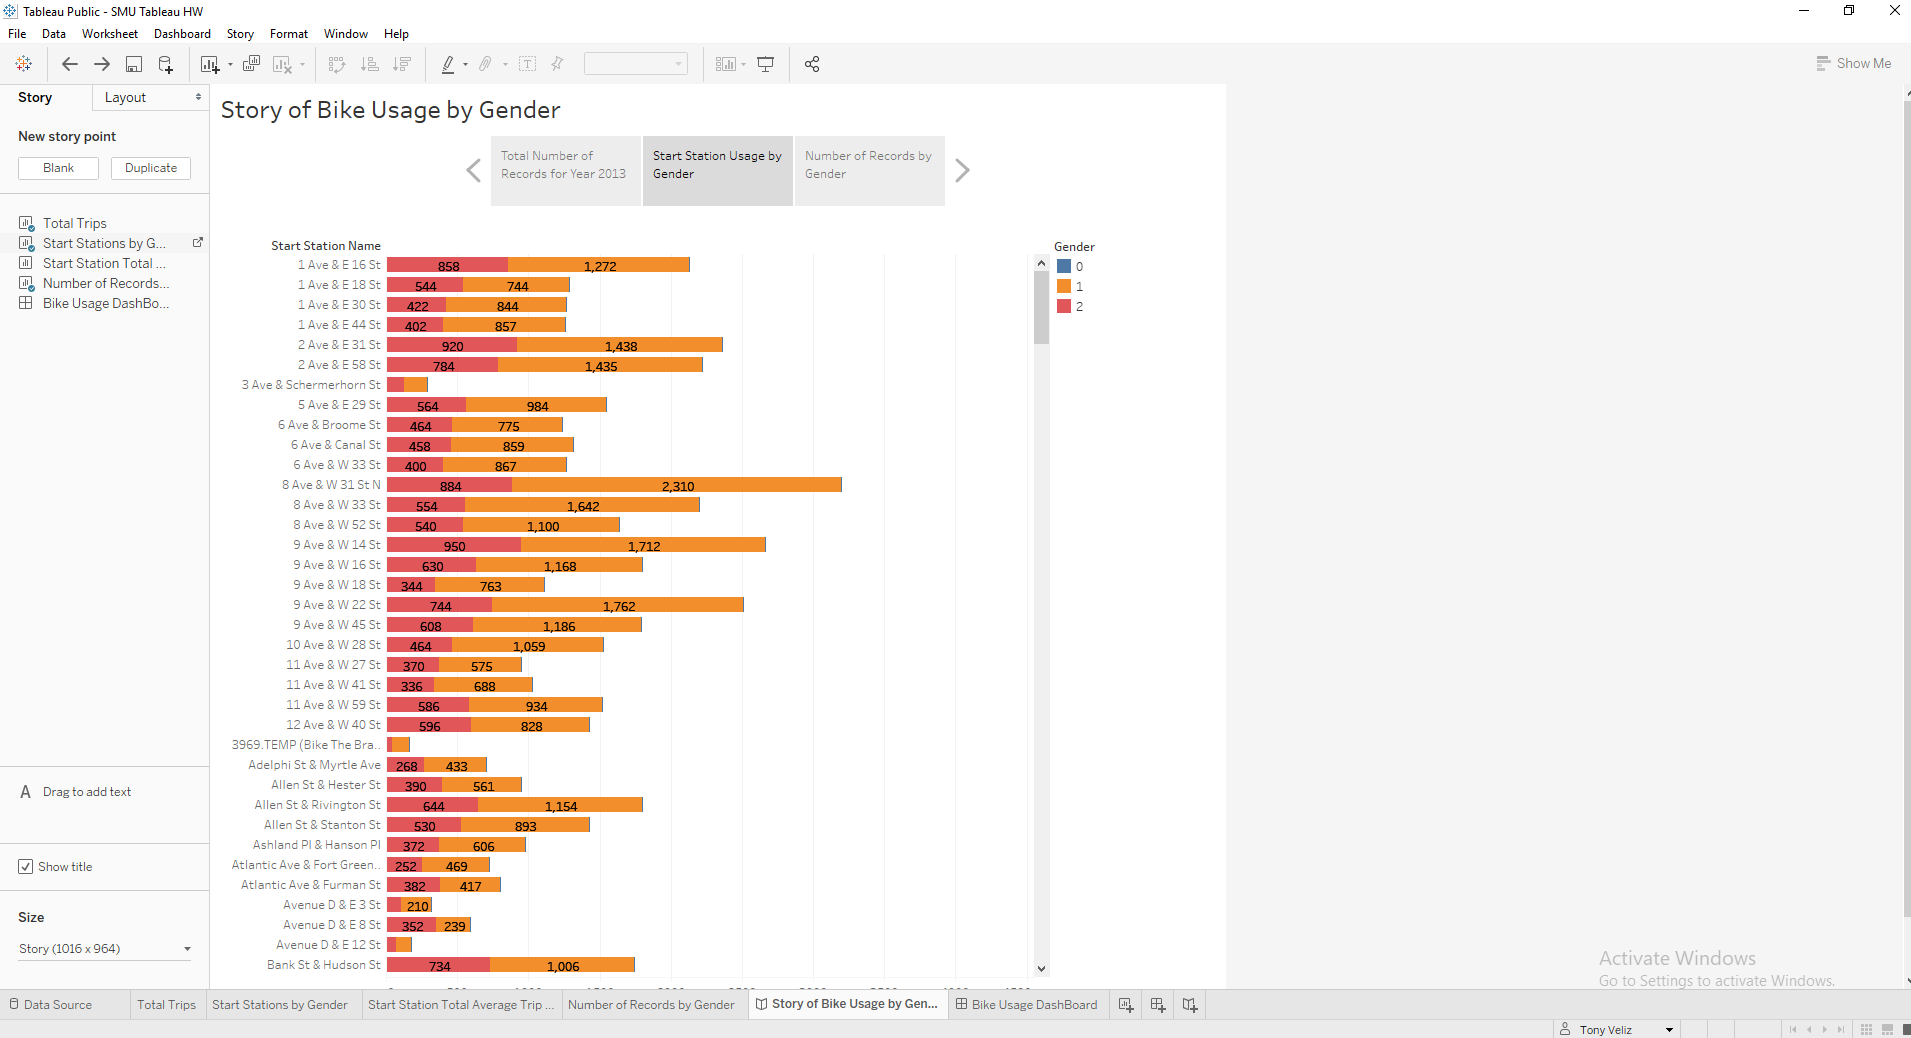 Tableau Public - SMU Tableau HW
File Data Worksheet Dashboard Story Format Window Help
Show Me
Story Layout
New story point
Blank Duplicate
Total Trips
Start Stations by G...
Start Station Total ...
Number of Records...
Bike Usage DashBo...
A Drag to add text
Show title
Size
Story (1016 x 964)
Story of Bike Usage by Gender
Total Number of
Records for Year 2013
Start Station Usage by
Gender
Number of Records by
Gender
Start Station Name
1 Ave & E 16 St 858 1,272
1 Ave & E 18 St 544 744
1 Ave & E 30 St 422 844
1 Ave & E 44 St 402 857
2 Ave & E 31 St 920 1,438
2 Ave & E 58 St 784 1,435
3 Ave & Schermerhorn St
5 Ave & E 29 St 564 984
6 Ave & Broome St 464 775
6 Ave & Canal St 458 859
6 Ave & W 33 St 400 867
8 Ave & W 31 St N 884 2,310
8 Ave & W 33 St 554 1,642
8 Ave & W 52 St 540 1,100
9 Ave & W 14 St 950 1,712
9 Ave & W 16 St 630 1,168
9 Ave & W 18 St 344 763
9 Ave & W 22 St 744 1,762
9 Ave & W 45 St 608 1,186
10 Ave & W 28 St 464 1,059
11 Ave & W 27 St 370 575
11 Ave & W 41 St 336 688
11 Ave & W 59 St 586 934
12 Ave & W 40 St 596 828
3969.TEMP (Bike The Bra..
Adelphi St & Myrtle Ave 268 433
Allen St & Hester St 390 561
Allen St & Rivington St 644 1,154
Allen St & Stanton St 530 893
Ashland Pl & Hanson Pl 372 606
Atlantic Ave & Fort Green.. 252 469
Atlantic Ave & Furman St 382 417
Avenue D & E 3 St 210
Avenue D & E 8 St 352 239
Avenue D & E 12 St
Bank St & Hudson St 734 1,006
Gender
0
1
2
Activate Windows
Go to Settings to activate Windows.
Data Source Total Trips Start Stations by Gender Start Station Total Average Trip ... Number of Records by Gender Story of Bike Usage by Gen... Bike Usage DashBoard
Tony Veliz